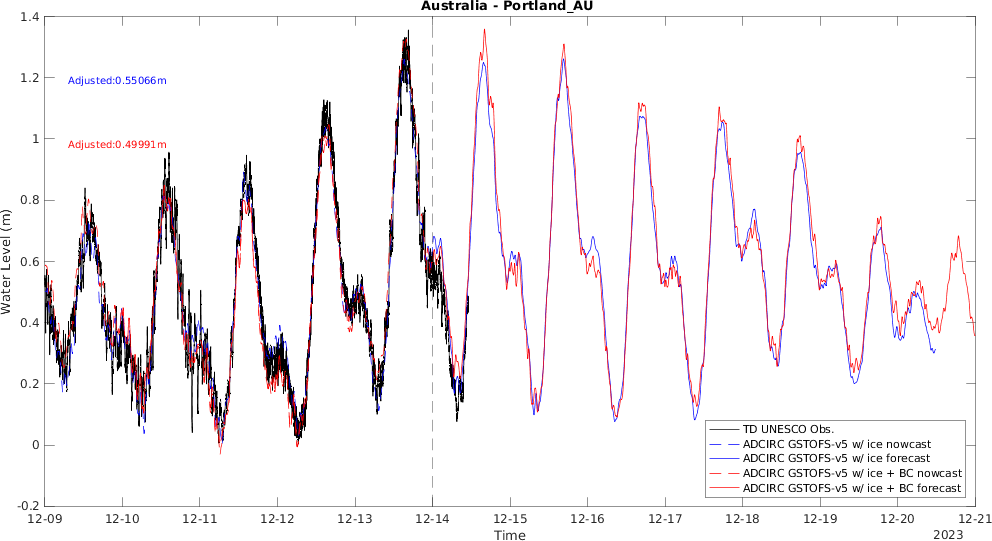 Australia - Portland_AU
1.4
1.2
1
0.8
0.6
0.4
0.2
0
-0.2
Water Level (m)
Adjusted:0.55066m
Adjusted:0.49991m
TD UNESCO Obs.
ADCIRC GSTOFS-v5 w/ ice nowcast
ADCIRC GSTOFS-v5 w/ ice forecast
ADCIRC GSTOFS-v5 w/ ice + BC nowcast
ADCIRC GSTOFS-v5 w/ ice + BC forecast
12-09 12-10 12-11 12-12 12-13 12-14 12-15 12-16 12-17 12-18 12-19 12-20 12-21
Time
2023